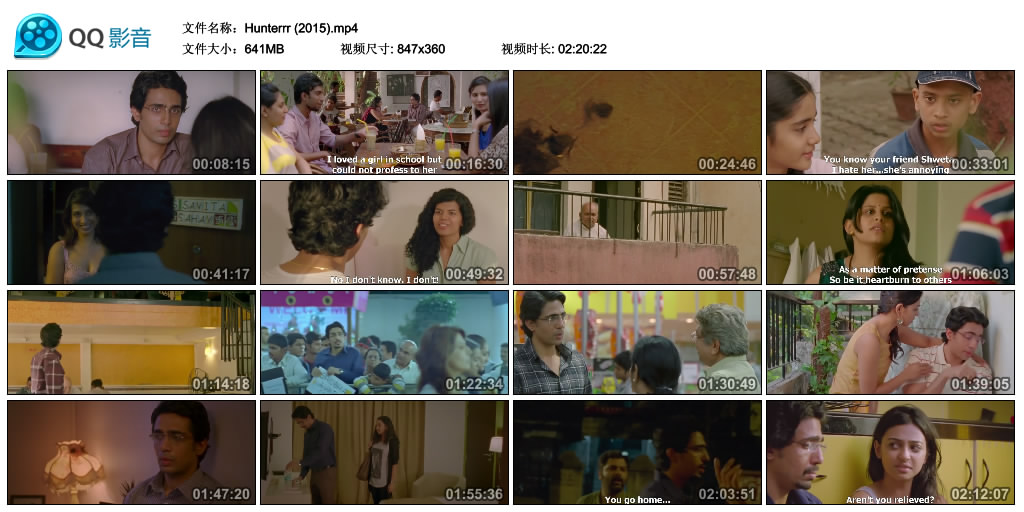 QQ 影音
文件名称: Hunterrr (2015).mp4
文件大小: 641MB 视频尺寸: 847x360 视频时长: 02:20:22
00:08:15
I loved a girl in school but
could not profess to her
00:16:30
00:24:46
You know your friend Shweta
I hate her...she's annoying
00:33:01
SAVITA
SAHANI
00:41:17
No I don't know. I don't!
00:49:32
00:57:48
As a matter of pretense
So be it heartburn to others
01:06:03
01:14:18
WELCOME
01:22:34
01:30:49
01:39:05
01:47:20
01:55:36
You go home...
02:03:51
Aren't you relieved?
02:12:07